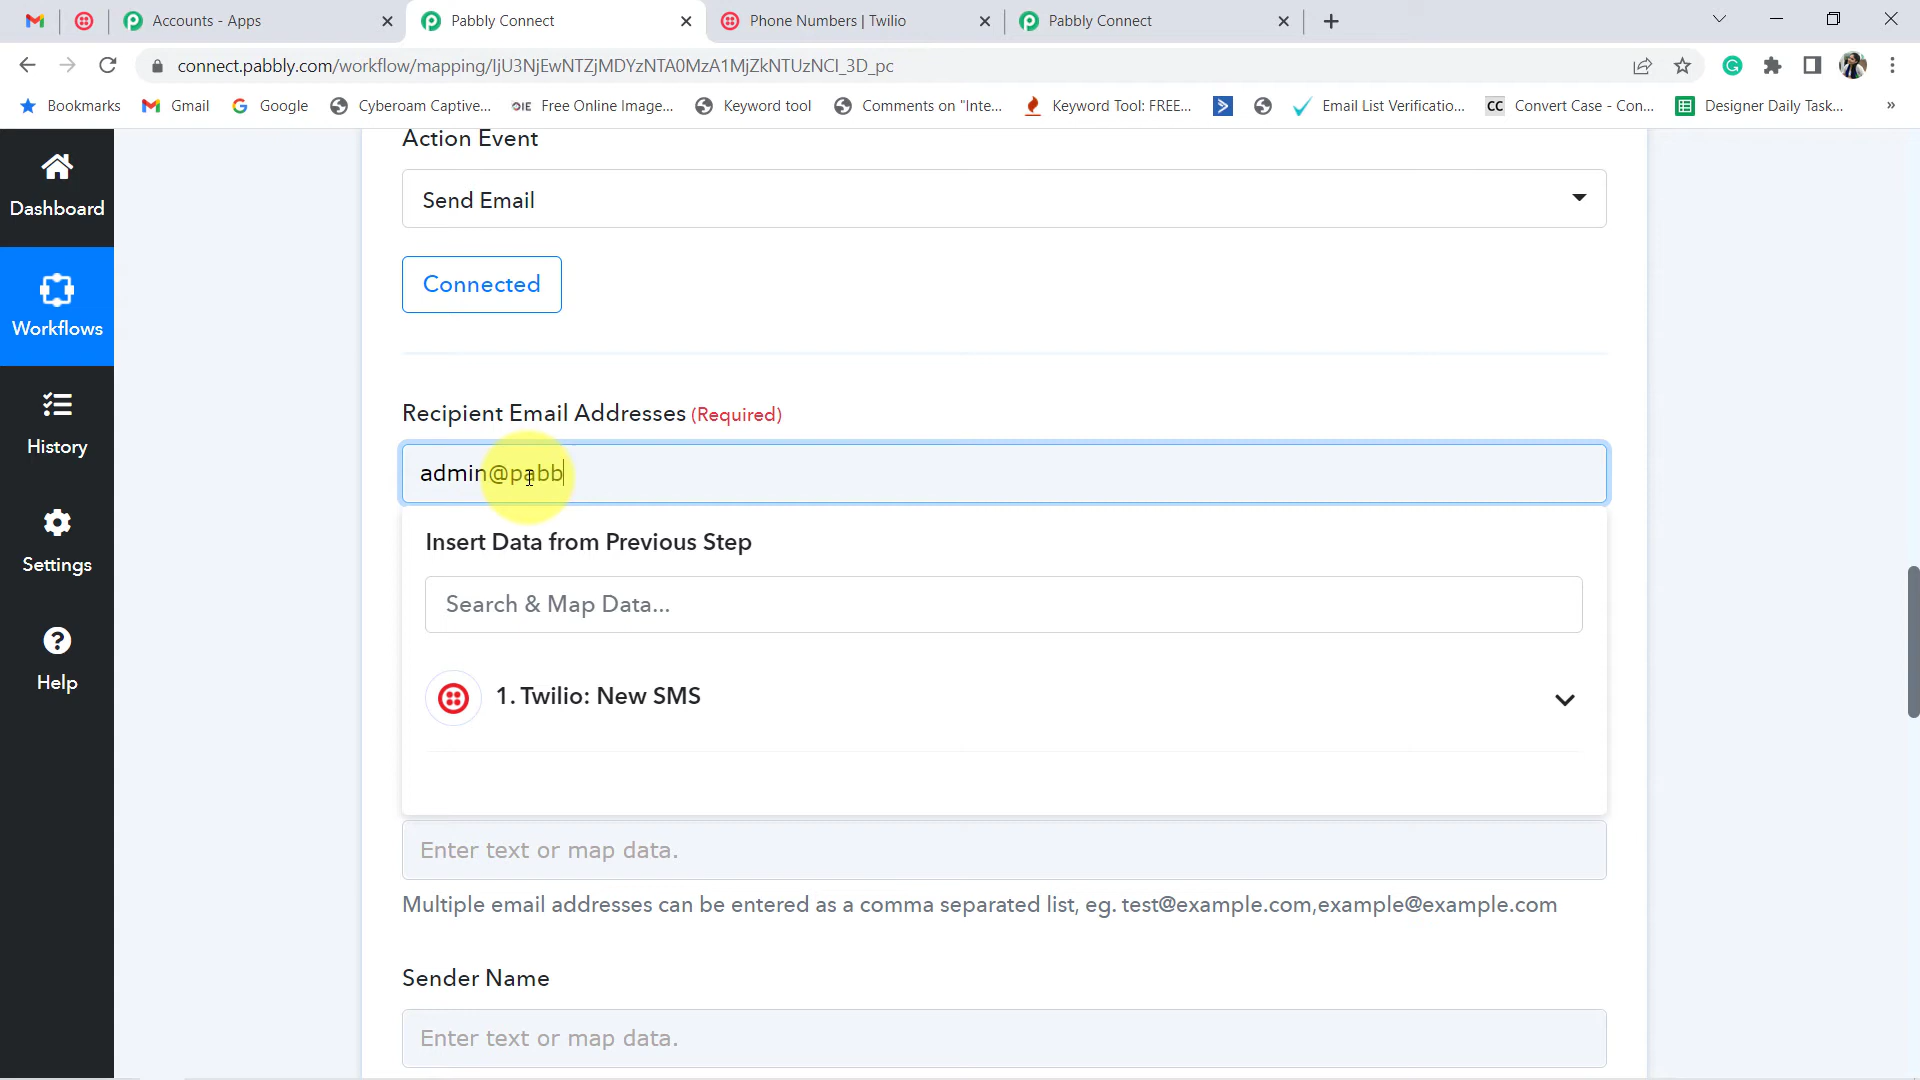 Accounts - Apps
Pabbly Connect
Phone Numbers | Twilio
Pabbly Connect
connect.pabbly.com/workflow/mapping/IjU3NjEwNTZjMDYzNTA0MzA1MjZkNTUzNCI_3D_pc
Bookmarks
Gmail
Google
Cyberoam Captive...
OIE Free Online Image...
Keyword tool
Comments on "Inte...
Keyword Tool: FREE...
Email List Verificatio...
CC Convert Case - Con...
Designer Daily Task...
»
Dashboard
Workflows
History
Settings
Help
Action Event
Send Email
Connected
Recipient Email Addresses (Required)
admin@pabb
Insert Data from Previous Step
Search & Map Data...
1. Twilio: New SMS
Enter text or map data.
Multiple email addresses can be entered as a comma separated list, eg. test@example.com,example@example.com
Sender Name
Enter text or map data.